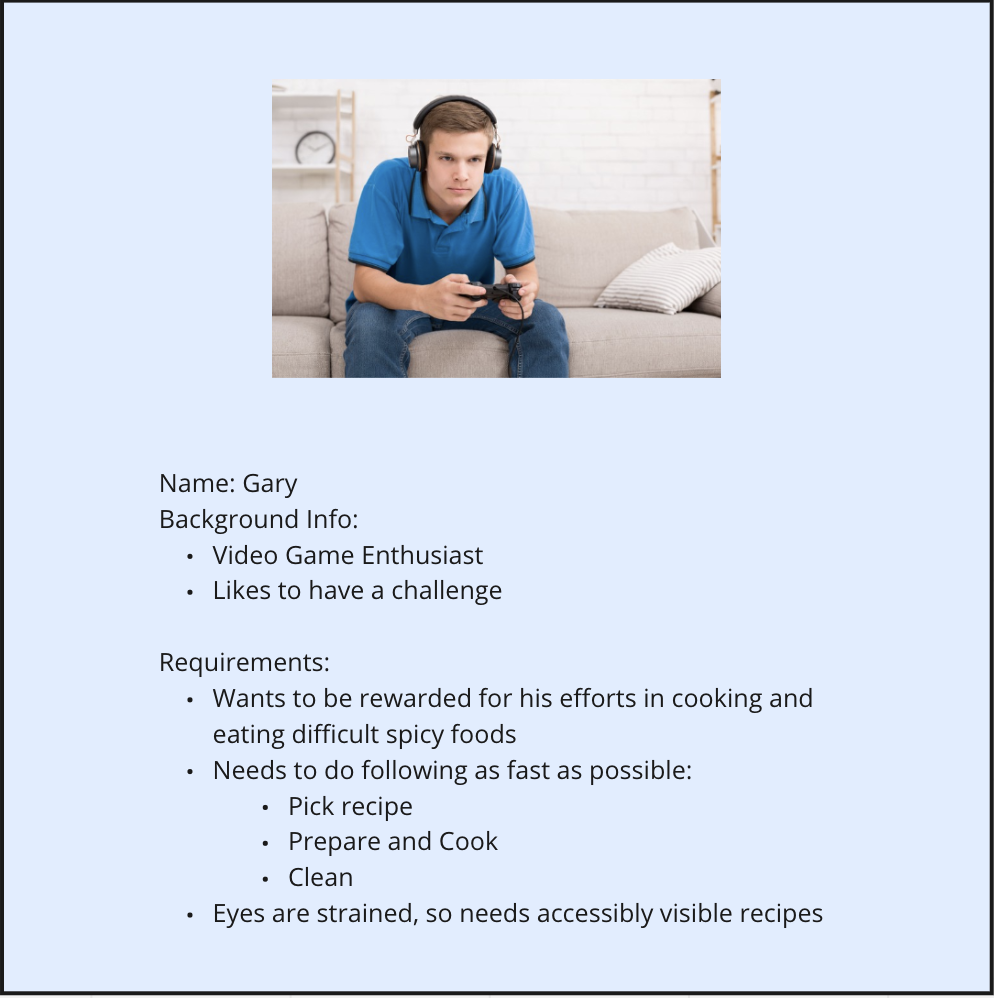 Name: Gary
Background Info:
• Video Game Enthusiast
• Likes to have a challenge
Requirements:
• Wants to be rewarded for his efforts in cooking and
eating difficult spicy foods
• Needs to do following as fast as possible:
• Pick recipe
• Prepare and Cook
• Clean
• Eyes are strained, so needs accessibly visible recipes